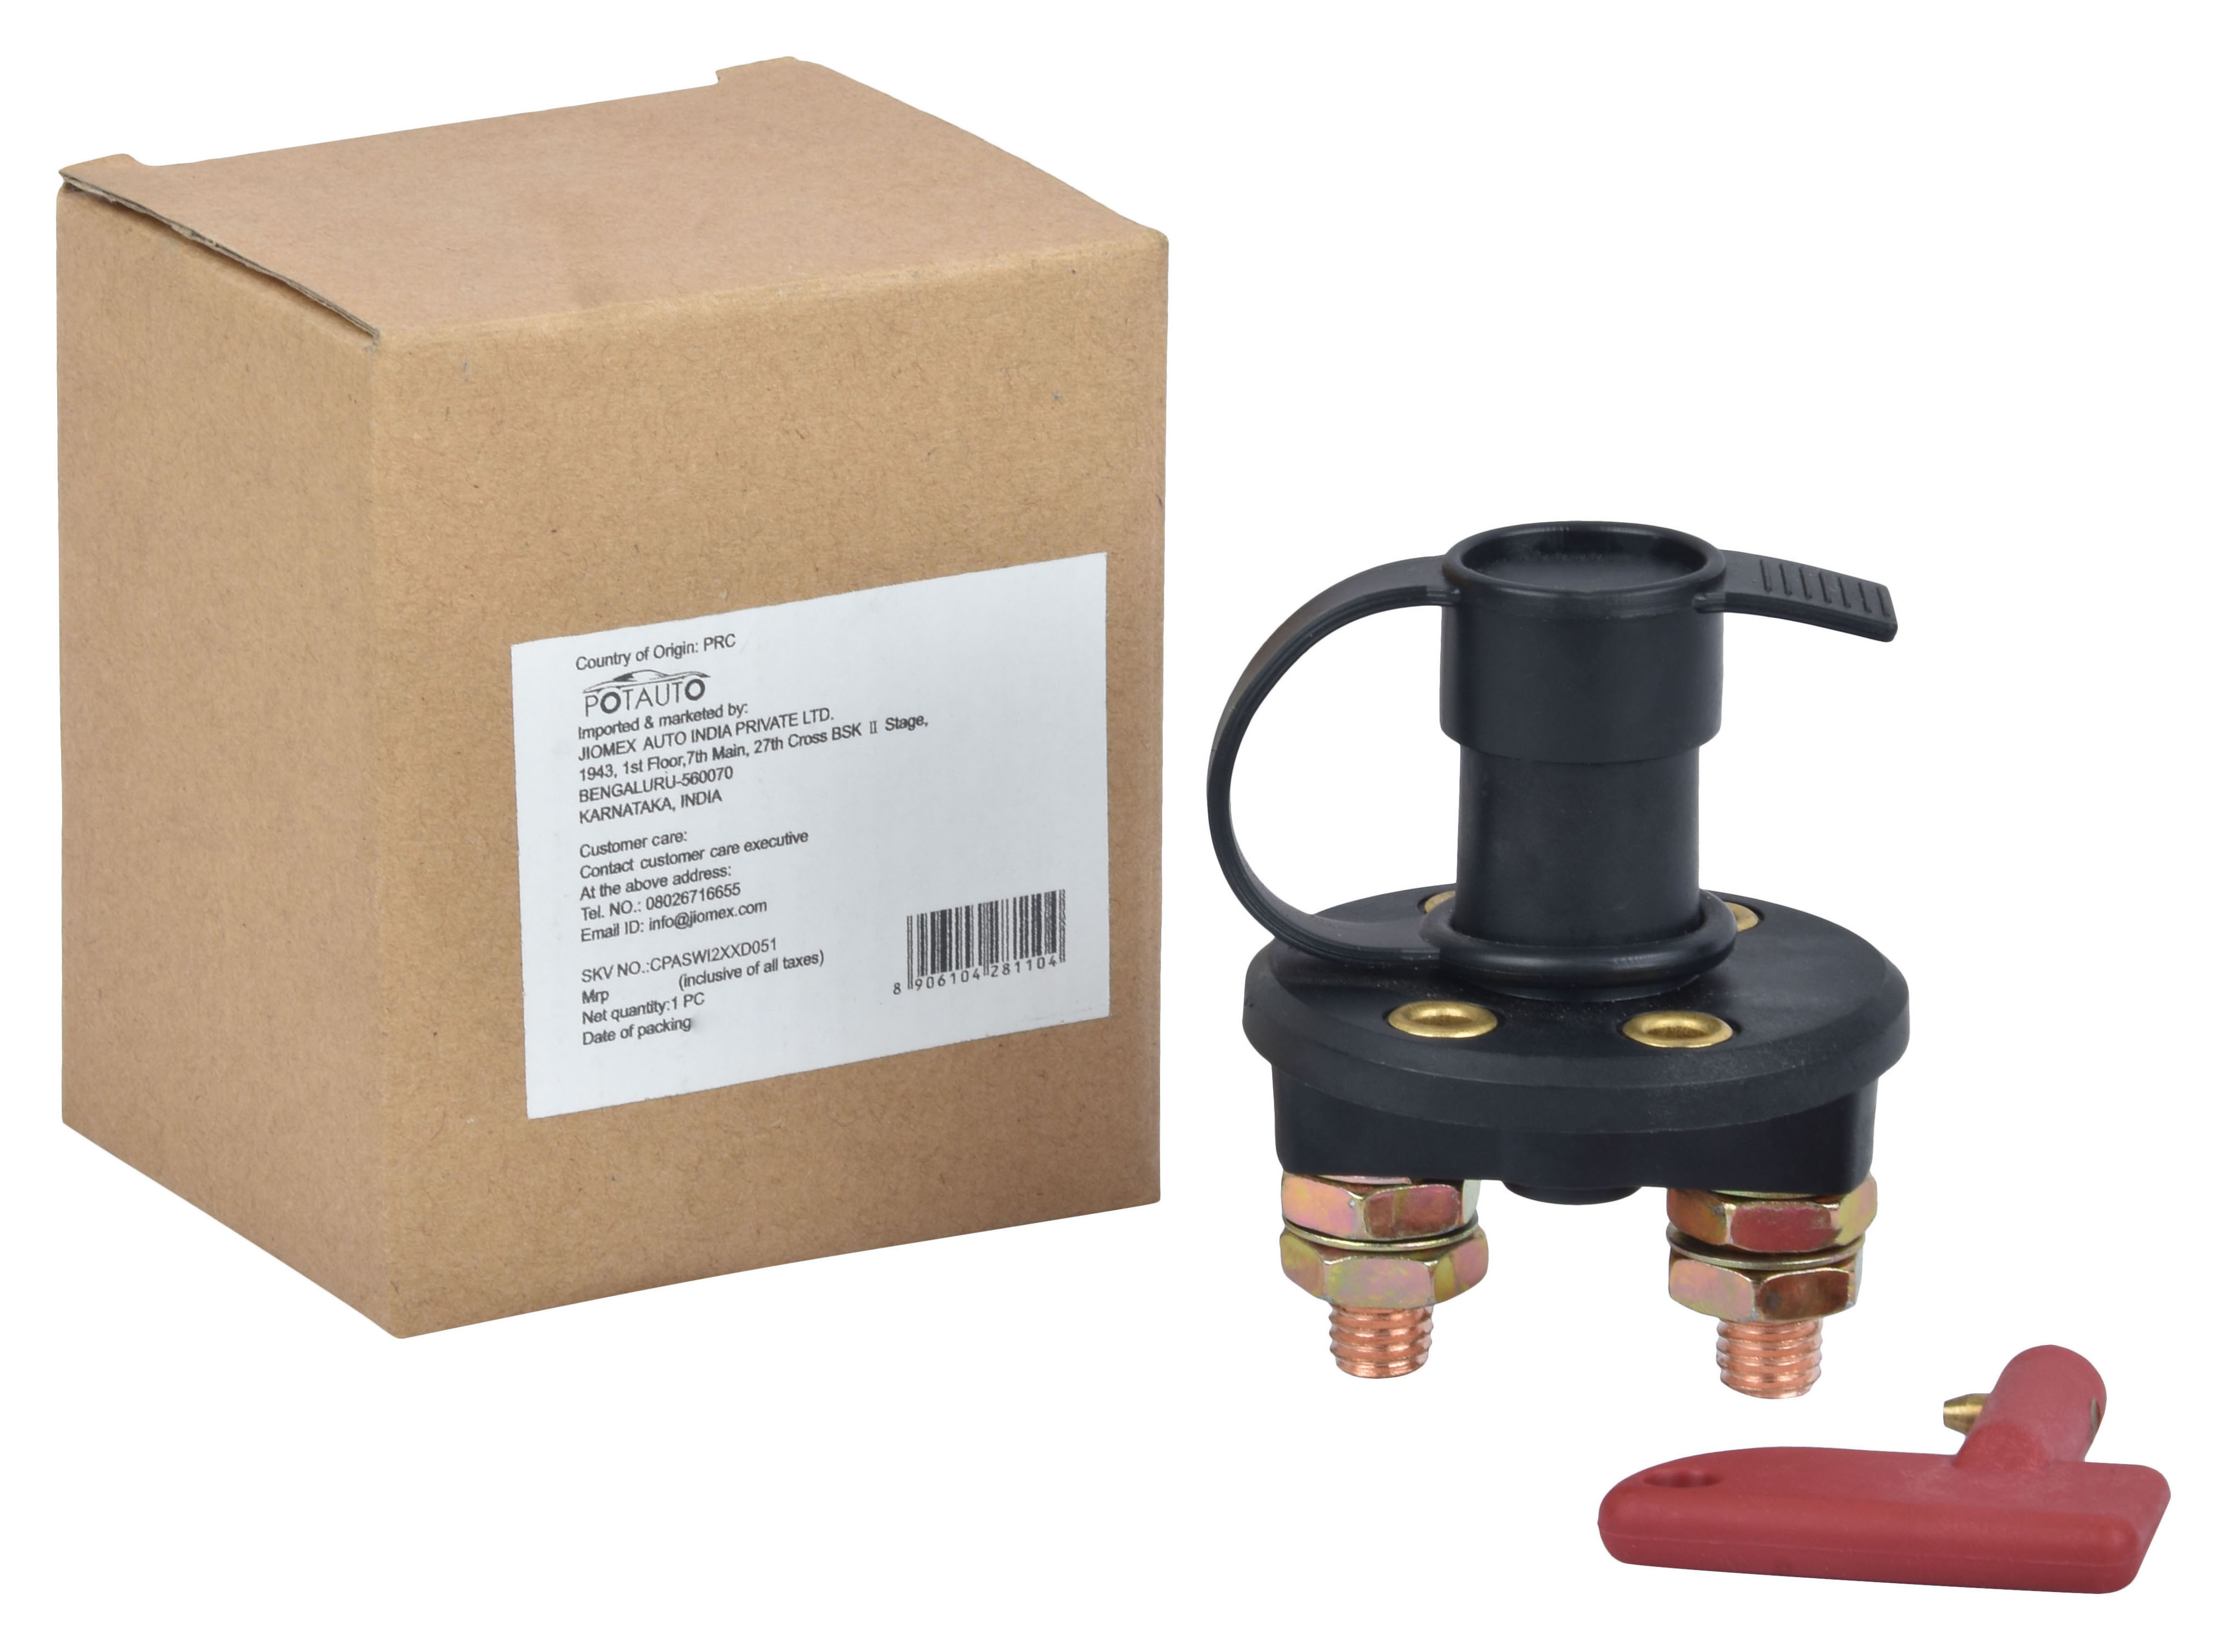 Country of Origin: PRC
POTAUTO
Imported & marketed by:
JIOMEX AUTO INDIA PRIVATE LTD.
1943, 1st Floor,7th Main, 27th Cross BSK II Stage,
BENGALURU-560070
KARNATAKA, INDIA
Customer care:
Contact customer care executive
At the above address:
Tel. NO.: 08026716655
Email ID: info@jiomex.com
SKV NO.:CPASWI2XXD051
Mrp (inclusive of all taxes)
Net quantity:1 PC
Date of packing
8 906104 281104